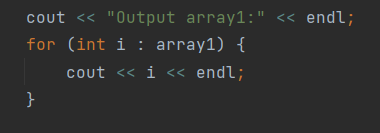 cout << "Output array1:" << endl;
for (int i : array1) {
    cout << i << endl;
}